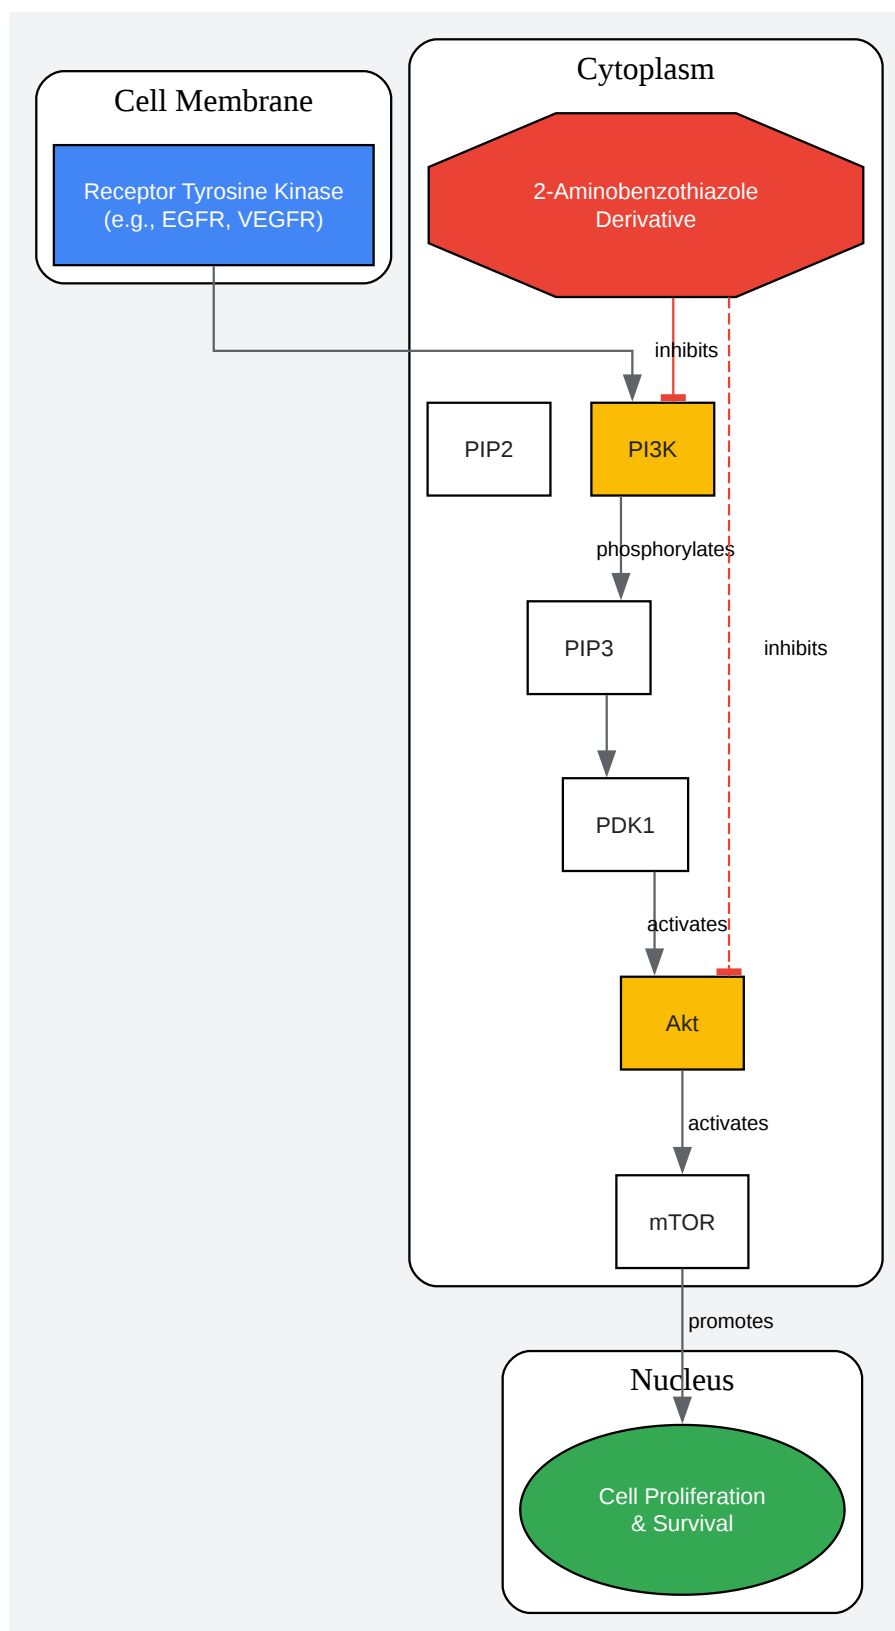 Cell Membrane
Receptor Tyrosine Kinase
(e.g., EGFR, VEGFR)
Cytoplasm
2-Aminobenzothiazole
Derivative
inhibits
PIP2
PI3K
phosphorylates
PIP3
inhibits
PDK1
activates
Akt
activates
mTOR
promotes
Nucleus
Cell Proliferation
& Survival